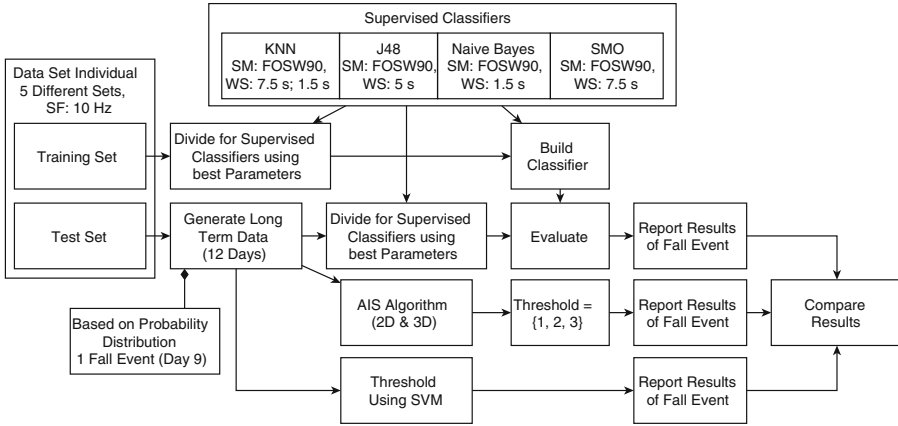 Supervised Classifiers
KNN
SM: FOSW90,
WS: 7.5 s; 1.5 s
J48
SM: FOSW90,
WS: 5 s
Naive Bayes
SM: FOSW90,
WS: 1.5 s
SMO
SM: FOSW90,
WS: 7.5 s
Data Set Individual
5 Different Sets,
SF: 10 Hz
Training Set
Divide for Supervised
Classifiers using
best Parameters
Build
Classifier
Test Set
Generate Long
Term Data
(12 Days)
Divide for Supervised
Classifiers using
best Parameters
Evaluate
Report Results
of Fall Event
Based on Probability
Distribution
1 Fall Event (Day 9)
AIS Algorithm
(2D & 3D)
Threshold =
{1, 2, 3}
Report Results
of Fall Event
Compare
Results
Threshold
Using SVM
Report Results
of Fall Event